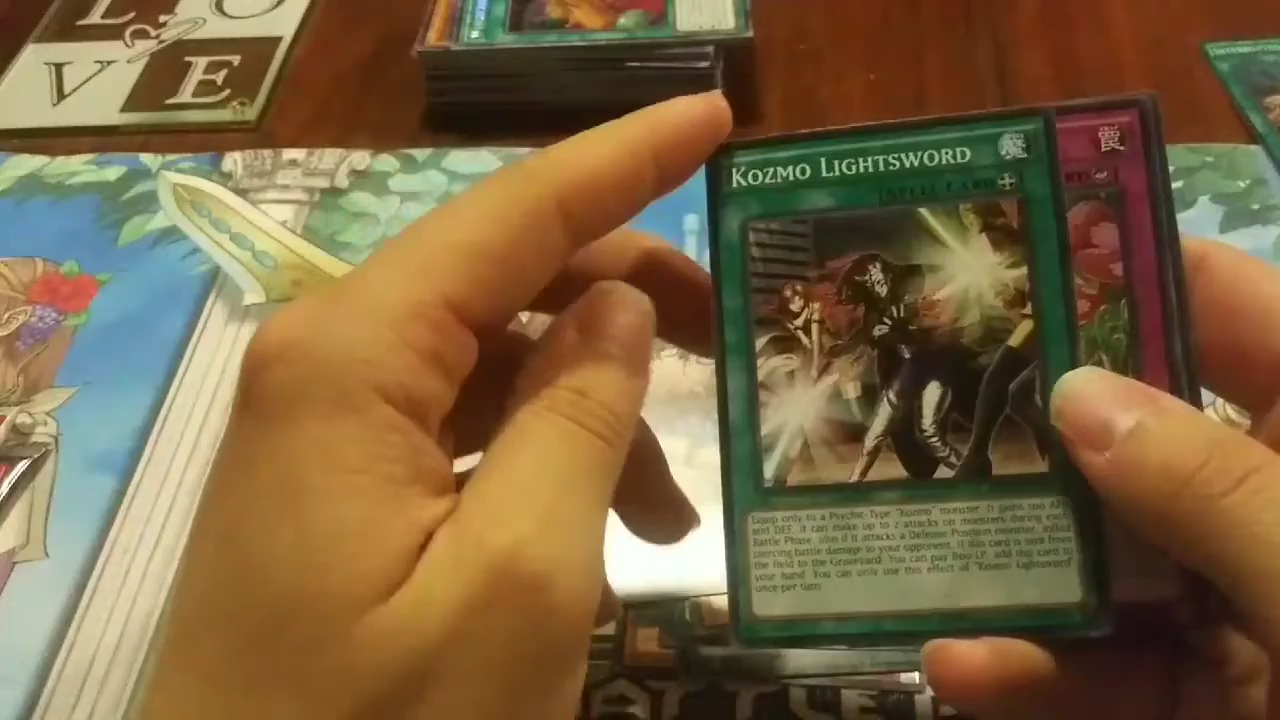 L O
V E
KOZMO LIGHTSWORD
[SPELL CARD
Equip only to a Psychic-Type "Kozmo" monster. It gains 500 ATK
and DEF, it can make up to 2 attacks on monsters during each
Battle Phase, also if it attacks a Defense Position monster, inflict
piercing battle damage to your opponent. If this card is sent from
the field to the Graveyard: You can pay 800 LP; add this card to
your hand. You can only use this effect of "Kozmo Lightsword"
once per turn.
ATTLE